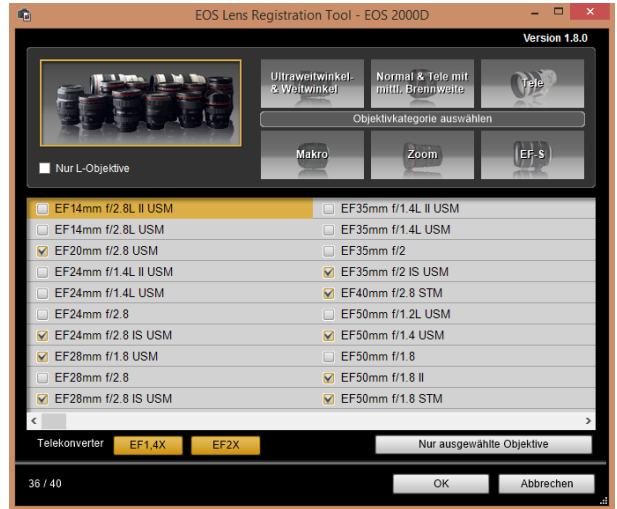 EOS Lens Registration Tool - EOS 2000D
Version 1.8.0
Ultraweitwinkel- & Weitwinkel
Normal & Tele mit mittl. Brennweite
Tele
Objektivkategorie auswählen
Makro
Zoom
EF-S
Nur L-Objektive
EF14mm f/2.8L II USM
EF14mm f/2.8L USM
EF20mm f/2.8 USM
EF24mm f/1.4L II USM
EF24mm f/1.4L USM
EF24mm f/2.8
EF24mm f/2.8 IS USM
EF28mm f/1.8 USM
EF28mm f/2.8
EF28mm f/2.8 IS USM
EF35mm f/1.4L II USM
EF35mm f/1.4L USM
EF35mm f/2
EF35mm f/2 IS USM
EF40mm f/2.8 STM
EF50mm f/1.2L USM
EF50mm f/1.4 USM
EF50mm f/1.8
EF50mm f/1.8 II
EF50mm f/1.8 STM
Telekonverter
EF1,4X
EF2X
Nur ausgewählte Objektive
36 / 40
OK
Abbrechen